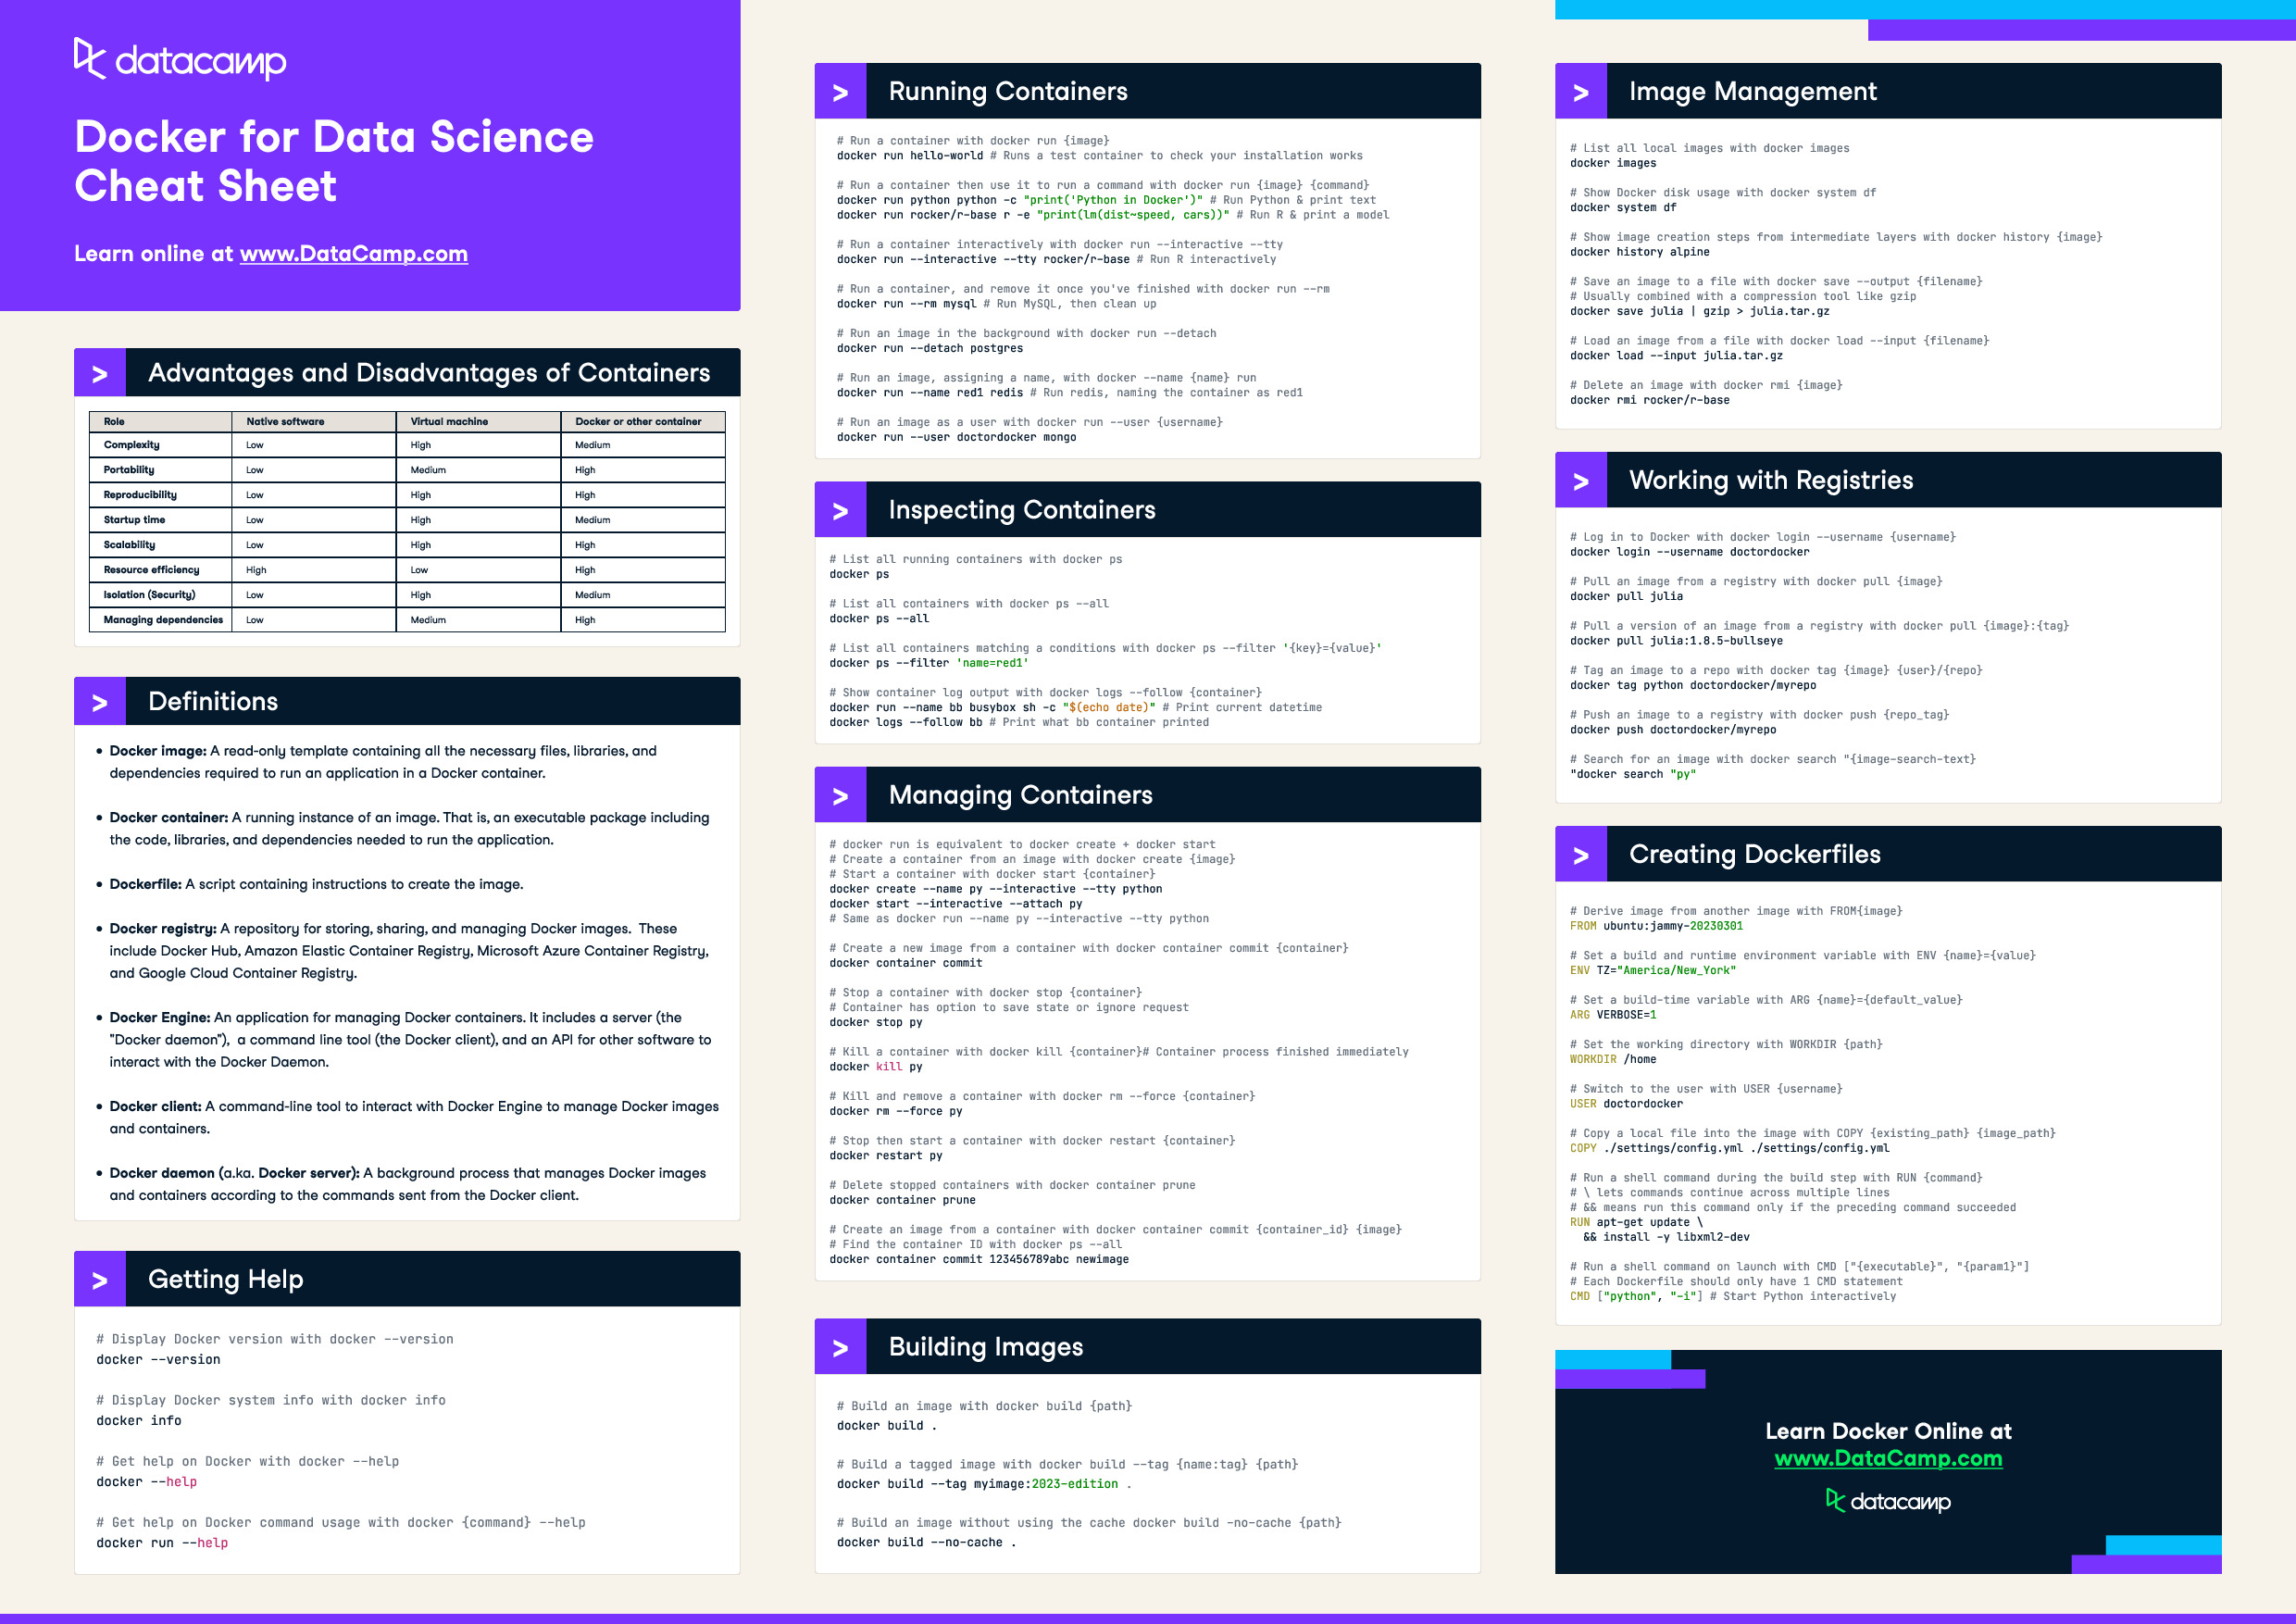 datacamp
Docker for Data Science
Cheat Sheet
Learn online at www.DataCamp.com
> Advantages and Disadvantages of Containers
Role Native software Virtual machine Docker or other container
Complexity Low High Medium
Portability Low Medium High
Reproducibility Low High High
Startup time Low High Medium
Scalability Low High High
Resource efficiency High Low High
Isolation (Security) Low High Medium
Managing dependencies Low Medium High
> Definitions
• Docker image: A read-only template containing all the necessary files, libraries, and
dependencies required to run an application in a Docker container.
• Docker container: A running instance of an image. That is, an executable package including
the code, libraries, and dependencies needed to run the application.
• Dockerfile: A script containing instructions to create the image.
• Docker registry: A repository for storing, sharing, and managing Docker images. These
include Docker Hub, Amazon Elastic Container Registry, Microsoft Azure Container Registry,
and Google Cloud Container Registry.
• Docker Engine: An application for managing Docker containers. It includes a server (the
"Docker daemon"), a command line tool (the Docker client), and an API for other software to
interact with the Docker Daemon.
• Docker client: A command-line tool to interact with Docker Engine to manage Docker images
and containers.
• Docker daemon (a.ka. Docker server): A background process that manages Docker images
and containers according to the commands sent from the Docker client.
> Getting Help
# Display Docker version with docker --version
docker --version
# Display Docker system info with docker info
docker info
# Get help on Docker with docker --help
docker --help
# Get help on Docker command usage with docker {command} --help
docker run --help
> Running Containers
# Run a container with docker run {image}
docker run hello-world # Runs a test container to check your installation works
# Run a container then use it to run a command with docker run {image} {command}
docker run python python -c "print('Python in Docker')" # Run Python & print text
docker run rocker/r-base r -e "print(lm(dist~speed, cars))" # Run R & print a model
# Run a container interactively with docker run --interactive --tty
docker run --interactive --tty rocker/r-base # Run R interactively
# Run a container, and remove it once you've finished with docker run --rm
docker run --rm mysql # Run MySQL, then clean up
# Run an image in the background with docker run --detach
docker run --detach postgres
# Run an image, assigning a name, with docker --name {name} run
docker run --name red1 redis # Run redis, naming the container as red1
# Run an image as a user with docker run --user {username}
docker run --user doctordocker mongo
> Inspecting Containers
# List all running containers with docker ps
docker ps
# List all containers with docker ps --all
docker ps --all
# List all containers matching a conditions with docker ps --filter '{key}={value}'
docker ps --filter 'name=red1'
# Show container log output with docker logs --follow {container}
docker run --name bb busybox sh -c "$(echo date)" # Print current datetime
docker logs --follow bb # Print what bb container printed
> Managing Containers
# docker run is equivalent to docker create + docker start
# Create a container from an image with docker create {image}
# Start a container with docker start {container}
docker create --name py --interactive --tty python
docker start --interactive --attach py
# Same as docker run --name py --interactive --tty python
# Create a new image from a container with docker container commit {container}
docker container commit
# Stop a container with docker stop {container}
# Container has option to save state or ignore request
docker stop py
# Kill a container with docker kill {container}# Container process finished immediately
docker kill py
# Kill and remove a container with docker rm --force {container}
docker rm --force py
# Stop then start a container with docker restart {container}
docker restart py
# Delete stopped containers with docker container prune
docker container prune
# Create an image from a container with docker container commit {container_id} {image}
# Find the container ID with docker ps --all
docker container commit 123456789abc newimage
> Building Images
# Build an image with docker build {path}
docker build .
# Build a tagged image with docker build --tag {name:tag} {path}
docker build --tag myimage:2023-edition .
# Build an image without using the cache docker build -no-cache {path}
docker build --no-cache .
> Image Management
# List all local images with docker images
docker images
# Show Docker disk usage with docker system df
docker system df
# Show image creation steps from intermediate layers with docker history {image}
docker history alpine
# Save an image to a file with docker save --output {filename}
# Usually combined with a compression tool like gzip
docker save julia | gzip > julia.tar.gz
# Load an image from a file with docker load --input {filename}
docker load --input julia.tar.gz
# Delete an image with docker rmi {image}
docker rmi rocker/r-base
> Working with Registries
# Log in to Docker with docker login --username {username}
docker login --username doctordocker
# Pull an image from a registry with docker pull {image}
docker pull julia
# Pull a version of an image from a registry with docker pull {image}:{tag}
docker pull julia:1.8.5-bullseye
# Tag an image to a repo with docker tag {image} {user}/{repo}
docker tag python doctordocker/myrepo
# Push an image to a registry with docker push {repo_tag}
docker push doctordocker/myrepo
# Search for an image with docker search "{image-search-text}
"docker search "py"
> Creating Dockerfiles
# Derive image from another image with FROM{image}
FROM ubuntu:jammy-20230301
# Set a build and runtime environment variable with ENV {name}={value}
ENV TZ="America/New_York"
# Set a build-time variable with ARG {name}={default_value}
ARG VERBOSE=1
# Set the working directory with WORKDIR {path}
WORKDIR /home
# Switch to the user with USER {username}
USER doctordocker
# Copy a local file into the image with COPY {existing_path} {image_path}
COPY ./settings/config.yml ./settings/config.yml
# Run a shell command during the build step with RUN {command}
# \ lets commands continue across multiple lines
# && means run this command only if the preceding command succeeded
RUN apt-get update \
&& install -y libxml2-dev
# Run a shell command on launch with CMD ["{executable}", "{param1}"]
# Each Dockerfile should only have 1 CMD statement
CMD ["python", "-i"] # Start Python interactively
Learn Docker Online at
www.DataCamp.com
datacamp